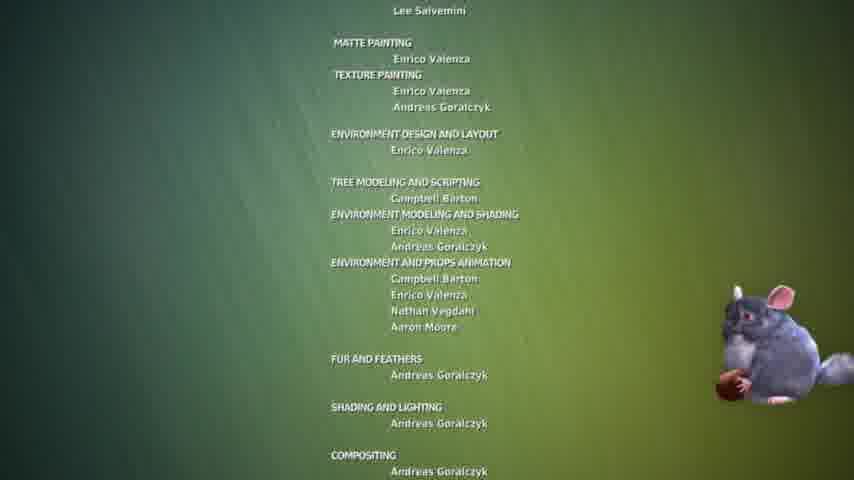 Lee Salvemini
MATTE PAINTING
Enrico Valenza
TEXTURE PAINTING
Enrico Valenza
Andreas Goralczyk
ENVIRONMENT DESIGN AND LAYOUT
Enrico Valenza
TREE MODELING AND SCRIPTING
Campbell Barton
ENVIRONMENT MODELING AND SHADING
Enrico Valenza
Andreas Goralczyk
ENVIRONMENT AND PROPS ANIMATION
Campbell Barton
Enrico Valenza
Nathan Vegdahl
Aaron Moore
FUR AND FEATHERS
Andreas Goralczyk
SHADING AND LIGHTING
Andreas Goralczyk
COMPOSITING
Andreas Goralczyk